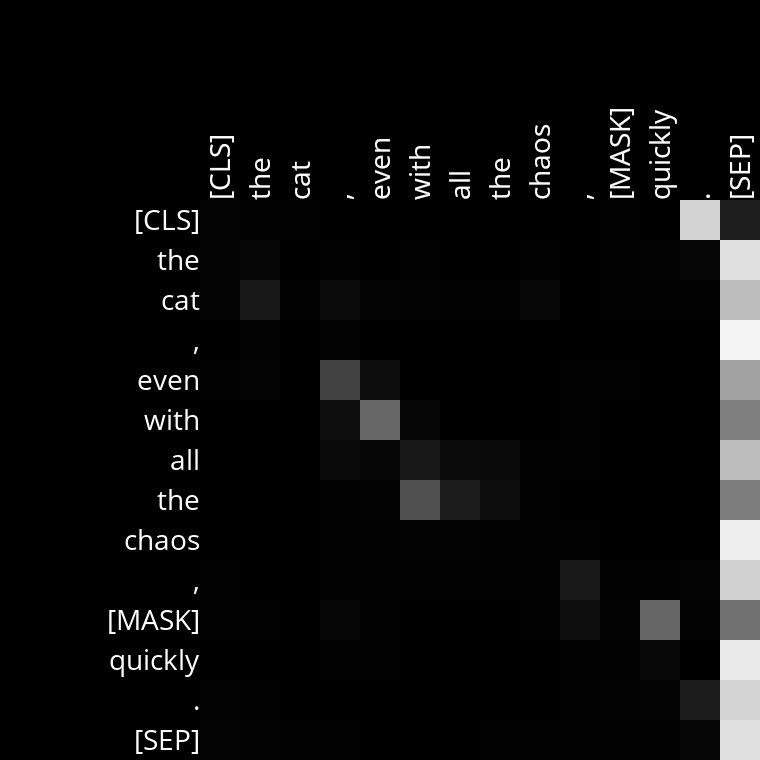 [CLS] the cat , even with all the chaos , [MASK] quickly . [SEP]
[CLS]
the
cat
,
even
with
all
the
chaos
,
[MASK]
quickly
.
[SEP]